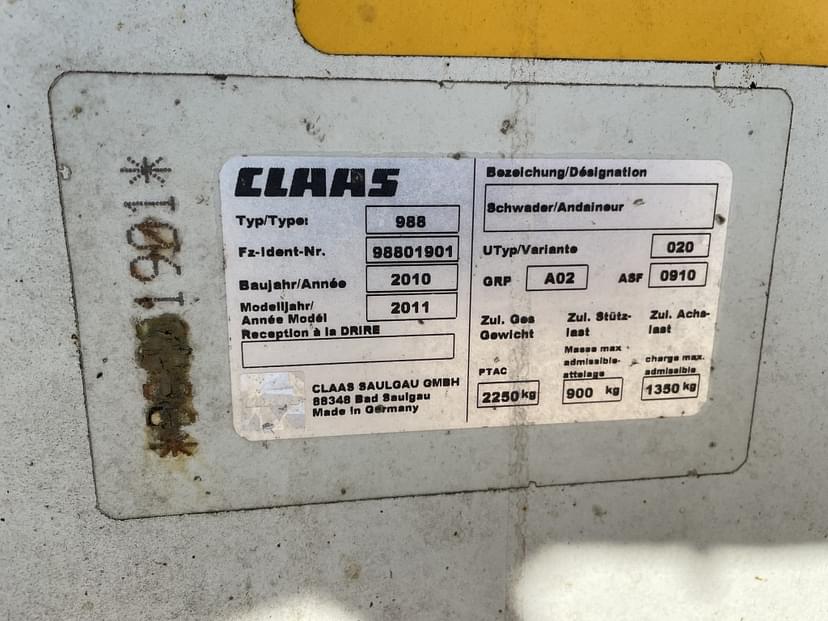 CLAAS
Typ/Type: 988
Fz-Ident-Nr. 98801901
Baujahr/Année 2010
Modelljahr/
Année Modél 2011
Reception à la DRIRE
CLAAS SAULGAU GMBH
88348 Bad Saulgau
Made in Germany
Bezeichung/Désignation
Schwader/Andaineur
UTyp/Variante 020
GRP A02 ASF 0910
Zul. Ges Gewicht
PTAC
2250 kg
Zul. Stütz-
last
Masse max
admissible-
attelage
900 kg
Zul. Achs-
last
charge max.
admissible
1350 kg
1901*